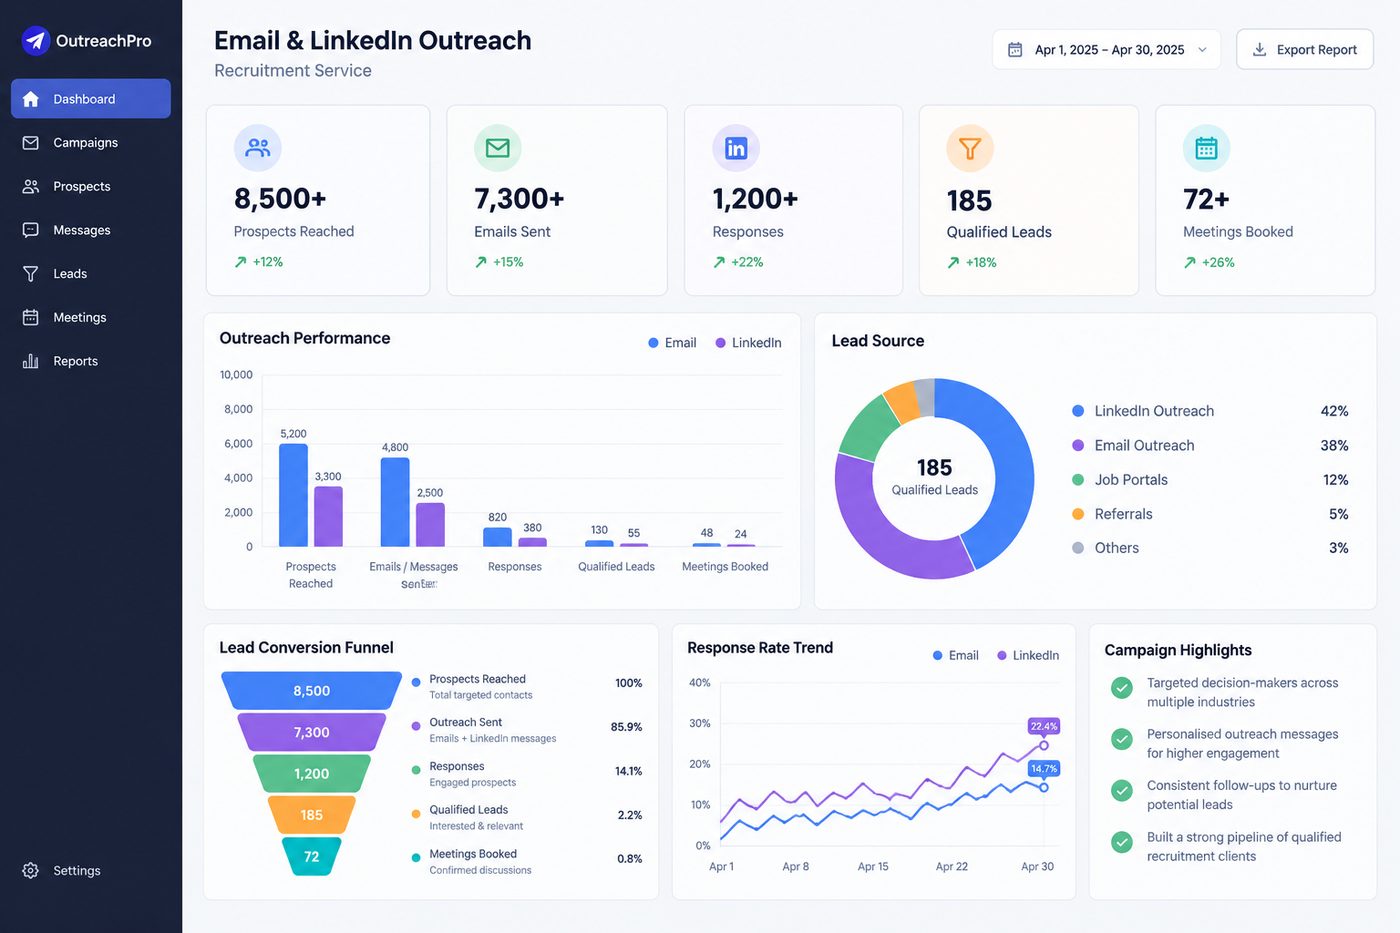 OutreachPro
Dashboard
Campaigns
Prospects
Messages
Leads
Meetings
Reports
Settings
Email & LinkedIn Outreach
Recruitment Service
Apr 1, 2025 – Apr 30, 2025
Export Report
8,500+
Prospects Reached
+12%
7,300+
Emails Sent
+15%
in
1,200+
Responses
+22%
185
Qualified Leads
+18%
72+
Meetings Booked
+26%
Outreach Performance
Email
LinkedIn
10,000
8,000
6,000
4,000
2,000
0
5,200
3,300
4,800
2,500
820
380
130
55
48
24
Prospects
Reached
Emails / Messages
Responses
Qualified Leads
Meetings Booked
Lead Source
185
Qualified Leads
LinkedIn Outreach 42%
Email Outreach 38%
Job Portals 12%
Referrals 5%
Others 3%
Lead Conversion Funnel
8,500
7,300
1,200
185
72
Prospects Reached 100%
Total targeted contacts
Outreach Sent 85.9%
Emails + LinkedIn messages
Responses 14.1%
Engaged prospects
Qualified Leads 2.2%
Interested & relevant
Meetings Booked 0.8%
Confirmed discussions
Response Rate Trend
Email
LinkedIn
40%
30%
20%
10%
0%
22.4%
14.7%
Apr 1
Apr 8
Apr 15
Apr 22
Apr 30
Campaign Highlights
Targeted decision-makers across
multiple industries
Personalised outreach messages
for higher engagement
Consistent follow-ups to nurture
potential leads
Built a strong pipeline of qualified
recruitment clients